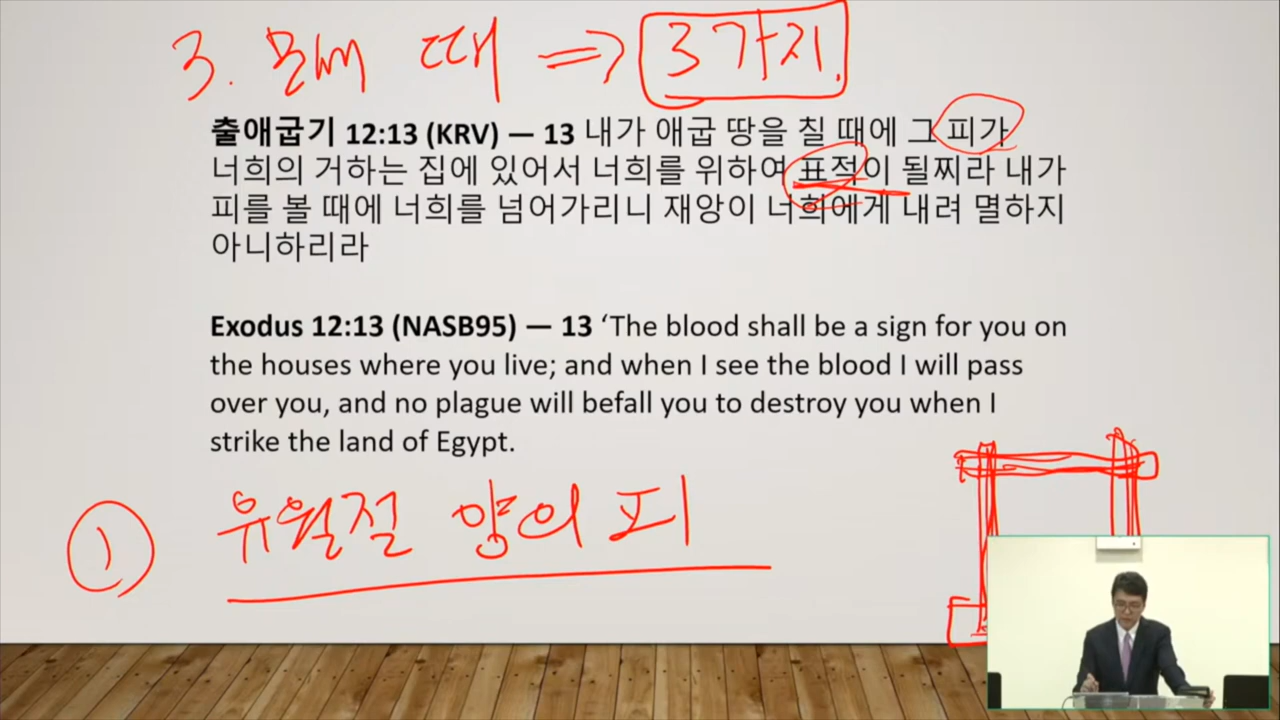 3. 모세 때 ⇒ 3가지.
출애굽기 12:13 (KRV) — 13 내가 애굽 땅을 칠 때에 그 피가
너희의 거하는 집에 있어서 너희를 위하여 표적이 될찌라 내가
피를 볼 때에 너희를 넘어가리니 재앙이 너희에게 내려 멸하지
아니하리라
Exodus 12:13 (NASB95) — 13 ‘The blood shall be a sign for you on
the houses where you live; and when I see the blood I will pass
over you, and no plague will befall you to destroy you when I
strike the land of Egypt.
① 유월절 양의 피